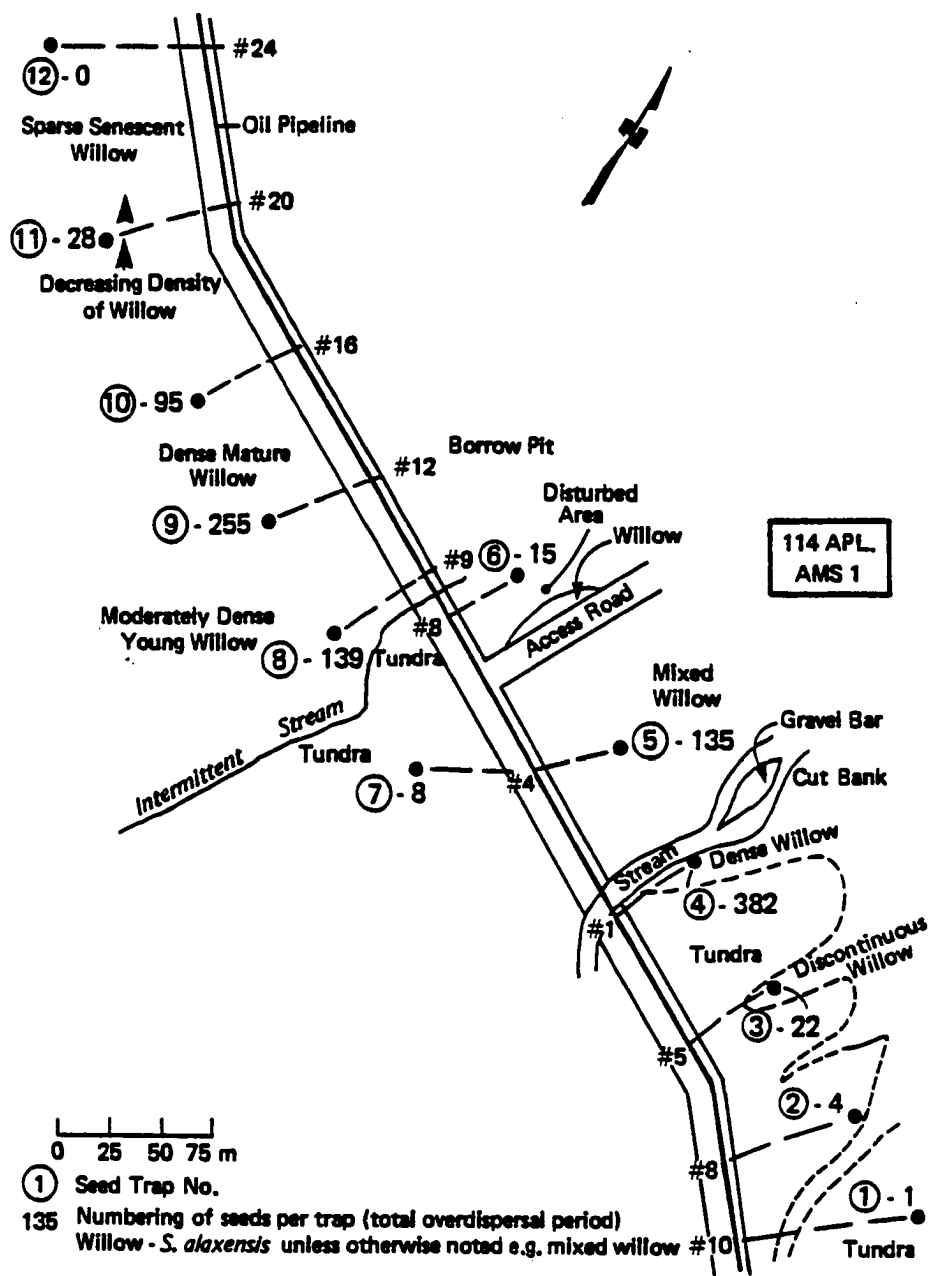 #24
⑫ - 0
Sparse Senescent
Willow
Oil Pipeline
N
#20
⑪ - 28
Decreasing Density
of Willow
#16
⑩ - 95
Dense Mature
Willow
#12
Borrow Pit
⑨ - 255
Disturbed
Area
Willow
114 APL.
AMS 1
#9
⑥ - 15
Access Road
Moderately Dense
Young Willow
#8
⑧ - 139
Tundra
Mixed
Willow
Intermittent Stream
Tundra
⑤ - 135
Gravel Bar
Cut Bank
⑦ - 8
#4
Stream
Dense Willow
④ - 382
#1
Tundra
Discontinuous
Willow
③ - 22
#5
② - 4
#8
① - 1
#10
Tundra
0 25 50 75 m
① Seed Trap No.
135 Numbering of seeds per trap (total overdispersal period)
Willow - S. alaxensis unless otherwise noted e.g. mixed willow